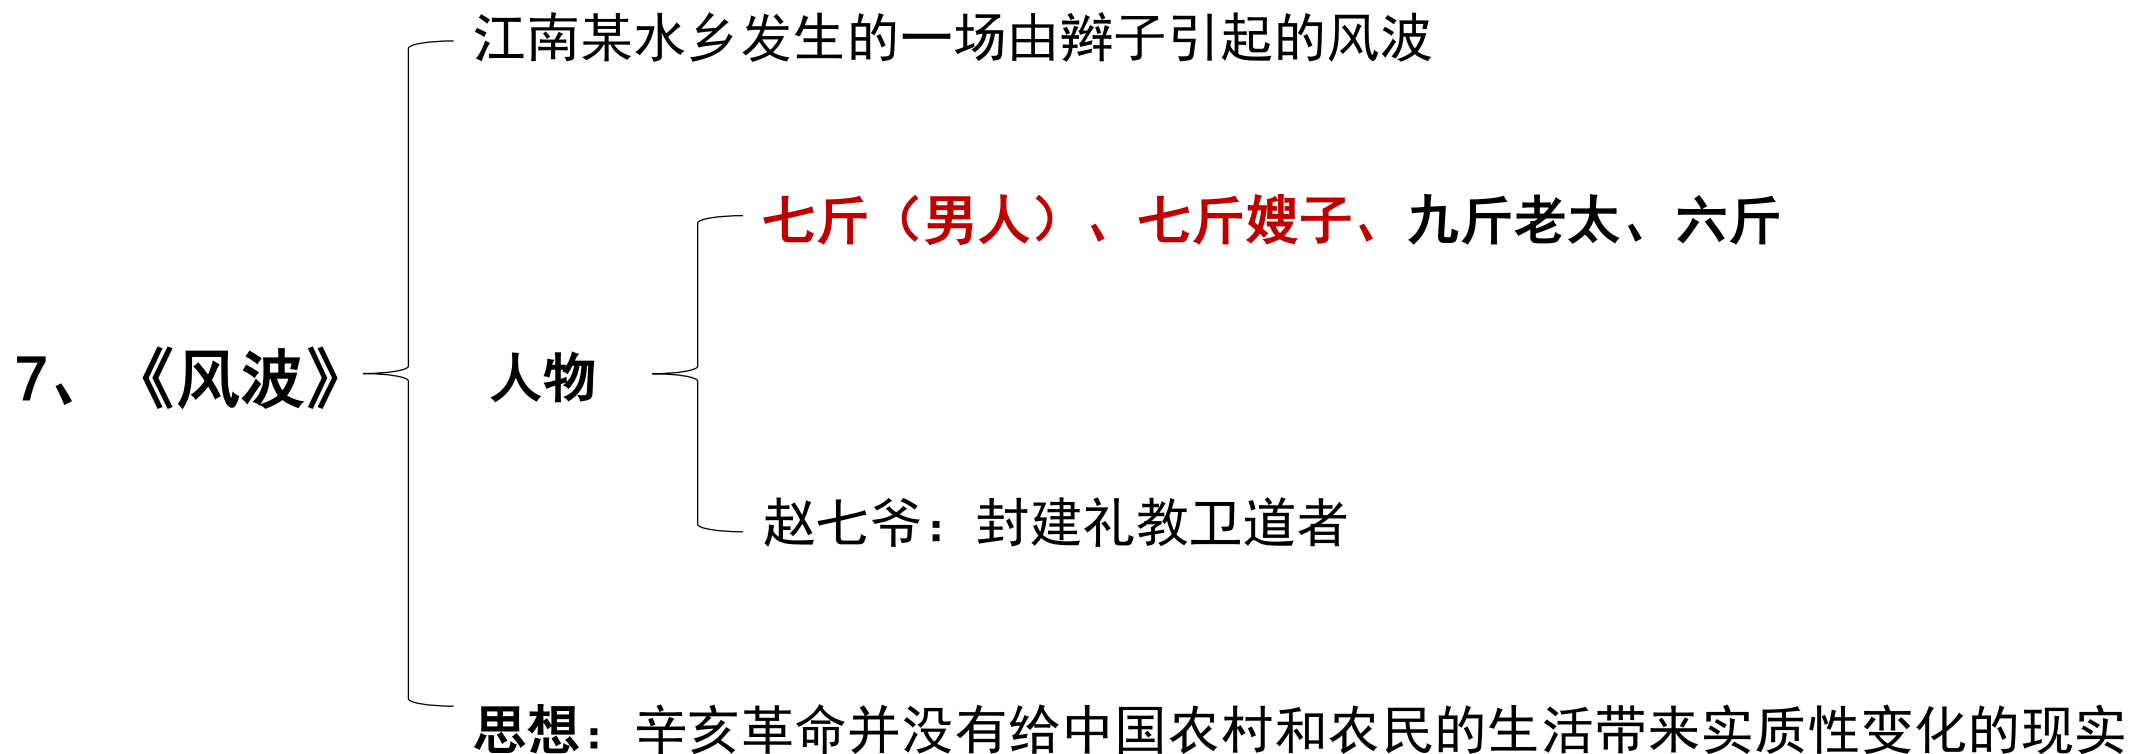 江南某水乡发生的一场由辫子引起的风波
七斤（男人）、七斤嫂子、九斤老太、六斤
7、《风波》
人物
赵七爷：封建礼教卫道者
思想：辛亥革命并没有给中国农村和农民的生活带来实质性变化的现实